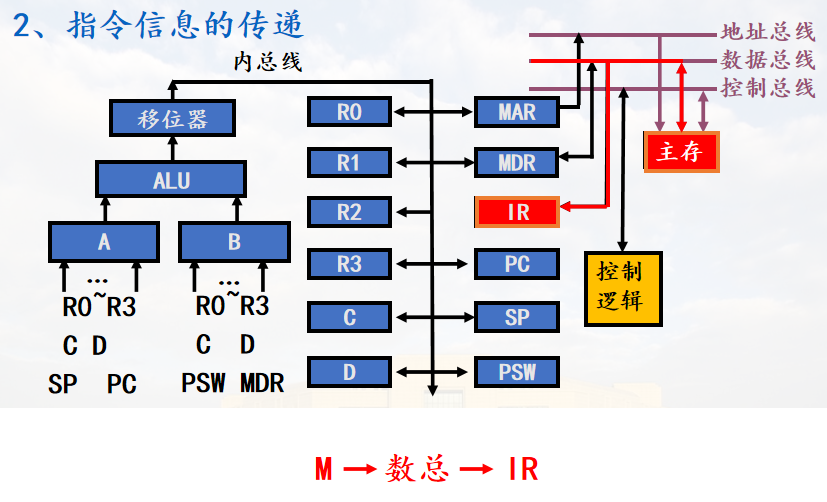 2、指令信息的传递
内总线
地址总线
数据总线
控制总线
移位器
ALU
A
B
R0
R1
R2
R3
C
D
MAR
MDR
IR
PC
SP
PSW
主存
控制
逻辑
...
R0~R3
C D
SP PC
...
R0~R3
C D
PSW MDR
M→数总→IR